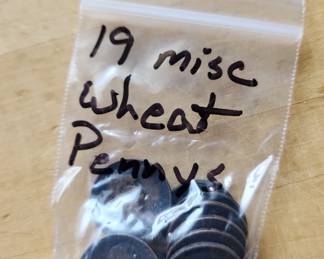 19 misc
wheat
Pennys